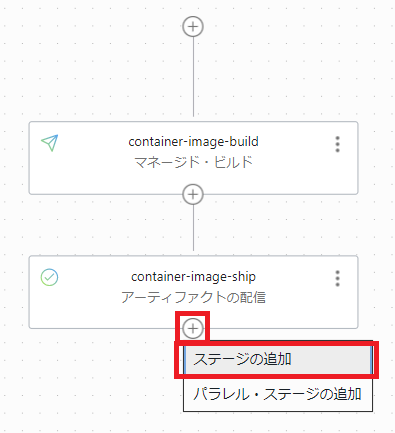 container-image-build
マネージド・ビルド
container-image-ship
アーティファクトの配信
ステージの追加
パラレル・ステージの追加